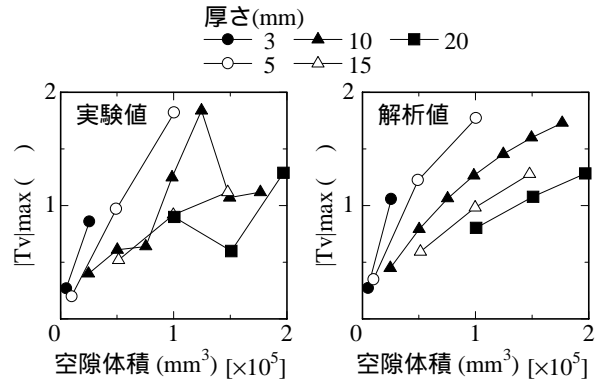 厚さ(mm)
3 10 20
5 15
2
実験値
1
|Tv|max ( )
0 1 2
空隙体積 (mm³) [×10⁵]
2
解析値
1
|Tv|max ( )
0 1 2
空隙体積 (mm³) [×10⁵]